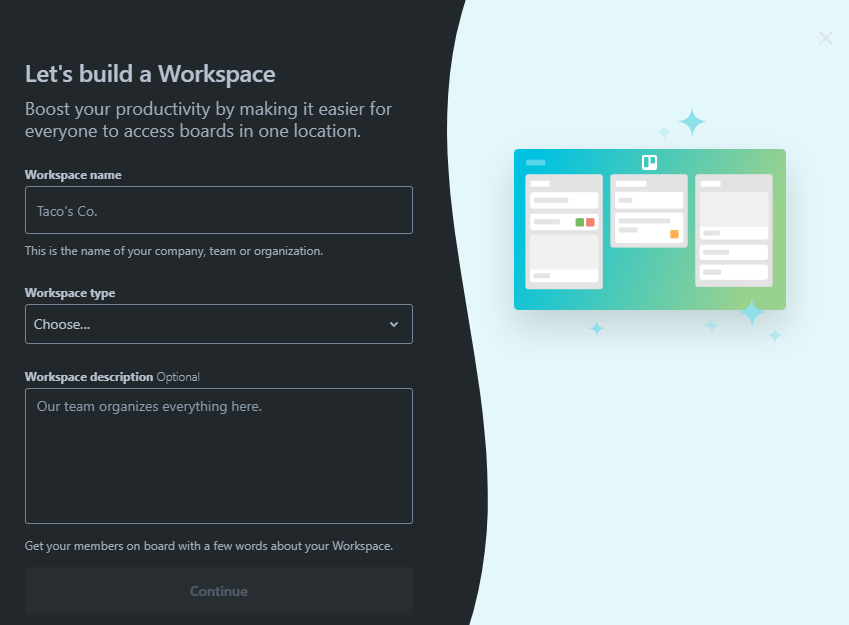 Let's build a Workspace
Boost your productivity by making it easier for
everyone to access boards in one location.
Workspace name
Taco's Co.
This is the name of your company, team or organization.
Workspace type
Choose...
Workspace description Optional
Our team organizes everything here.
Get your members on board with a few words about your Workspace.
Continue